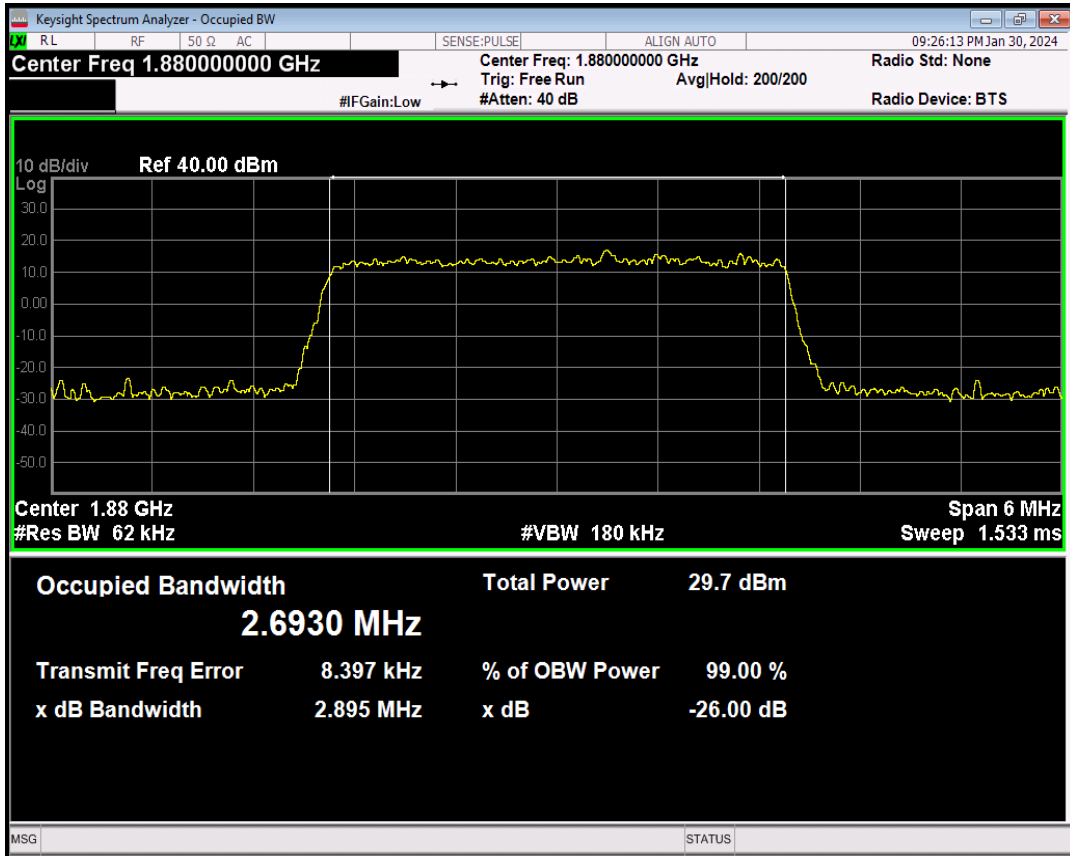 Keysight Spectrum Analyzer - Occupied BW
LXI RL RF 50 Ω AC SENSE:PULSE ALIGN AUTO 09:26:13 PM Jan 30, 2024
Center Freq 1.880000000 GHz Center Freq: 1.880000000 GHz Radio Std: None
Trig: Free Run Avg|Hold: 200/200
#IFGain:Low #Atten: 40 dB Radio Device: BTS
10 dB/div Ref 40.00 dBm
Log
30.0
20.0
10.0
0.00
-10.0
-20.0
-30.0
-40.0
-50.0
Center 1.88 GHz Span 6 MHz
#Res BW 62 kHz #VBW 180 kHz Sweep 1.533 ms
Occupied Bandwidth Total Power 29.7 dBm
2.6930 MHz
Transmit Freq Error 8.397 kHz % of OBW Power 99.00 %
x dB Bandwidth 2.895 MHz x dB -26.00 dB
MSG STATUS